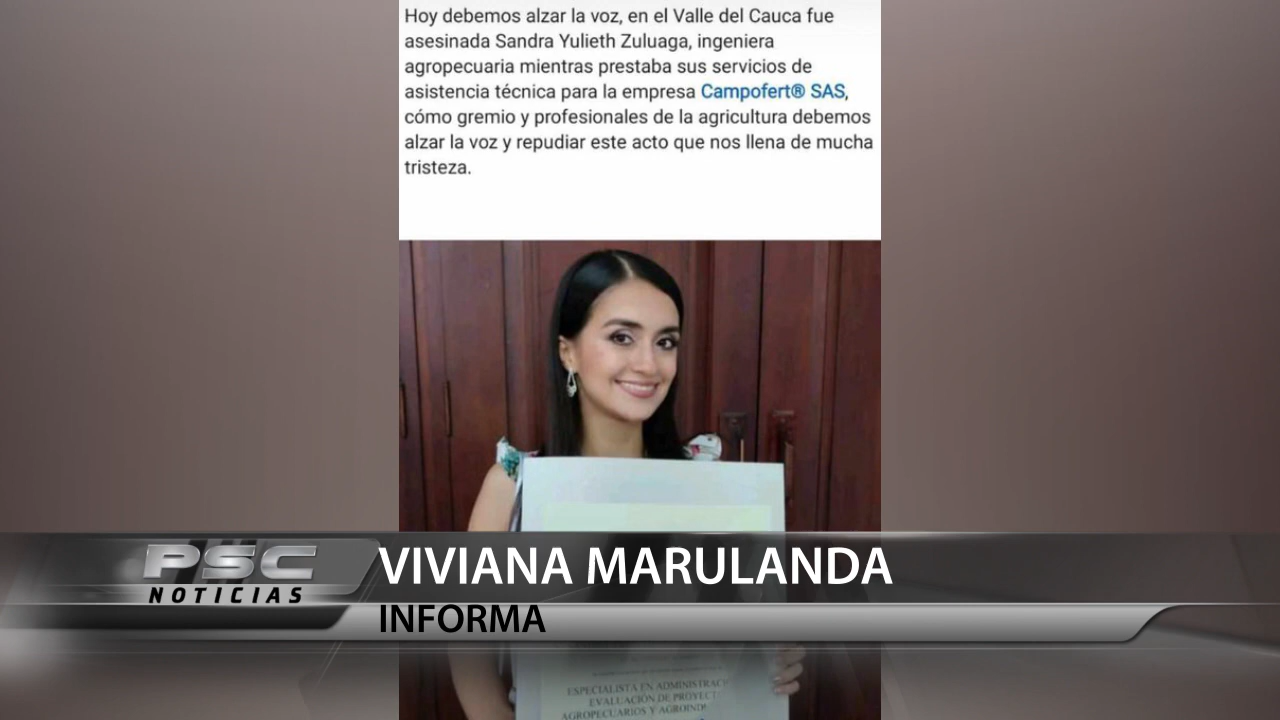 Hoy debemos alzar la voz, en el Valle del Cauca fue
asesinada Sandra Yulieth Zuluaga, ingeniera
agropecuaria mientras prestaba sus servicios de
asistencia técnica para la empresa Campofert® SAS,
cómo gremio y profesionales de la agricultura debemos
alzar la voz y repudiar este acto que nos llena de mucha
tristeza.
PSC
NOTICIAS
VIVIANA MARULANDA
INFORMA
ESPECIALISTA EN ADMINISTRAC
EVALUACIÓN DE PROYECT
AGROPECUARIOS Y AGROIND